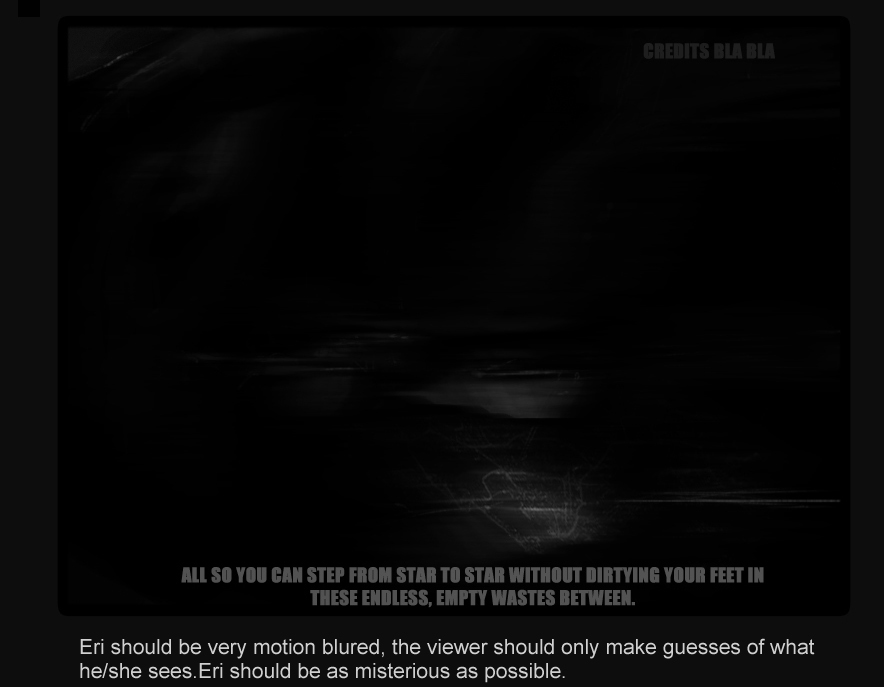 CREDITS BLA BLA
ALL SO YOU CAN STEP FROM STAR TO STAR WITHOUT DIRTYING YOUR FEET IN
THESE ENDLESS, EMPTY WASTES BETWEEN.
Eri should be very motion blured, the viewer should only make guesses of what
he/she sees.Eri should be as misterious as possible.